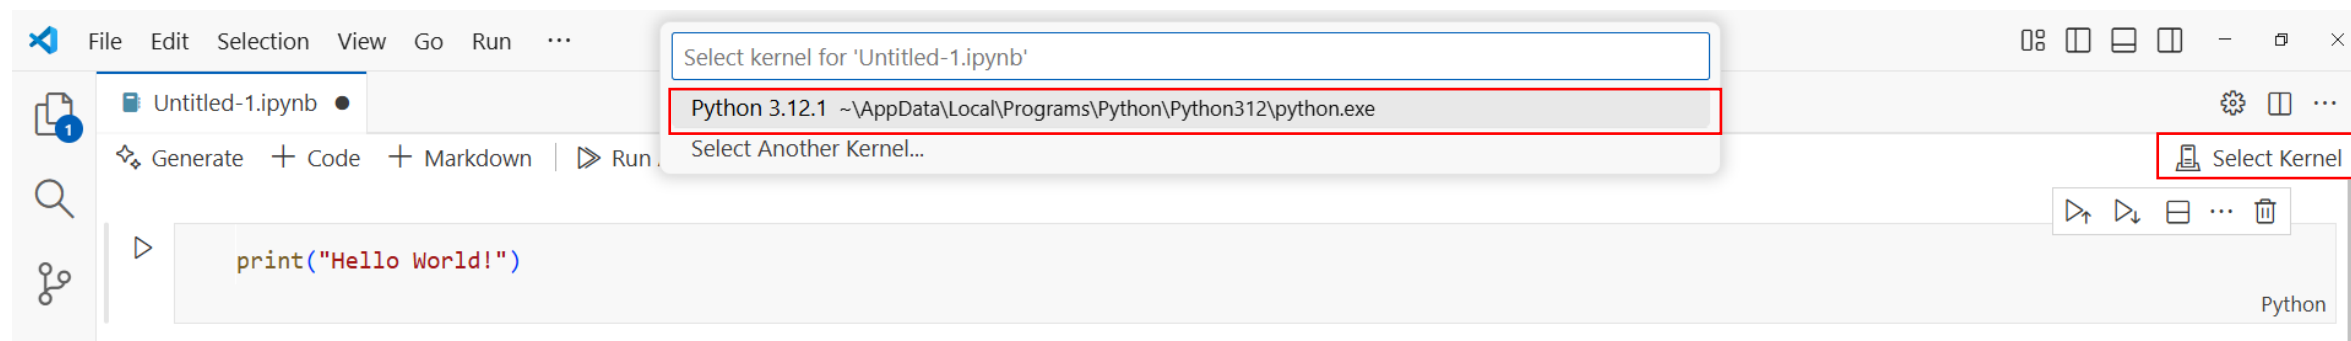 File Edit Selection View Go Run ···
Select kernel for 'Untitled-1.ipynb'
Untitled-1.ipynb
Python 3.12.1 ~\AppData\Local\Programs\Python\Python312\python.exe
Select Another Kernel...
1
Generate + Code + Markdown Run
Select Kernel
print("Hello World!")
Python